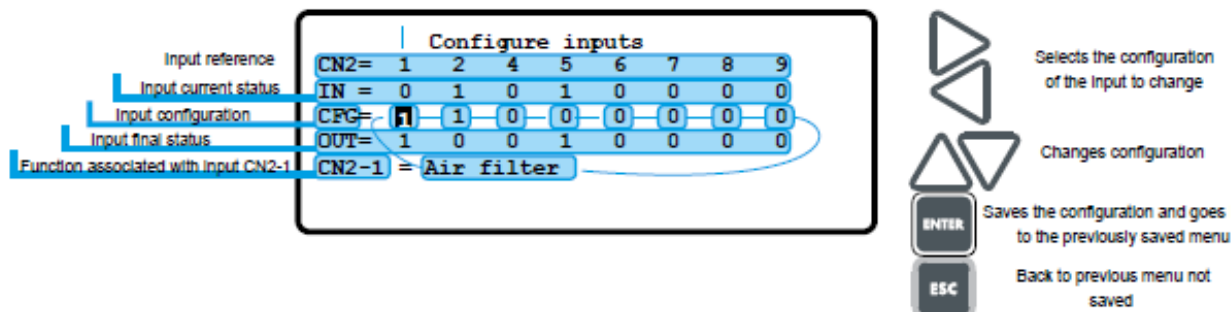 Configure inputs
Input reference
CN2= 1 2 4 5 6 7 8 9
Input current status
IN = 0 1 0 1 0 0 0 0
Input configuration
CFG= 1 1 0 0 0 0 0 0
Input final status
OUT= 1 0 0 1 0 0 0 0
Function associated with Input CN2-1
CN2-1 = Air filter
Selects the configuration
of the Input to change
Changes configuration
ENTER
Saves the configuration and goes
to the previously saved menu
ESC
Back to previous menu not
saved